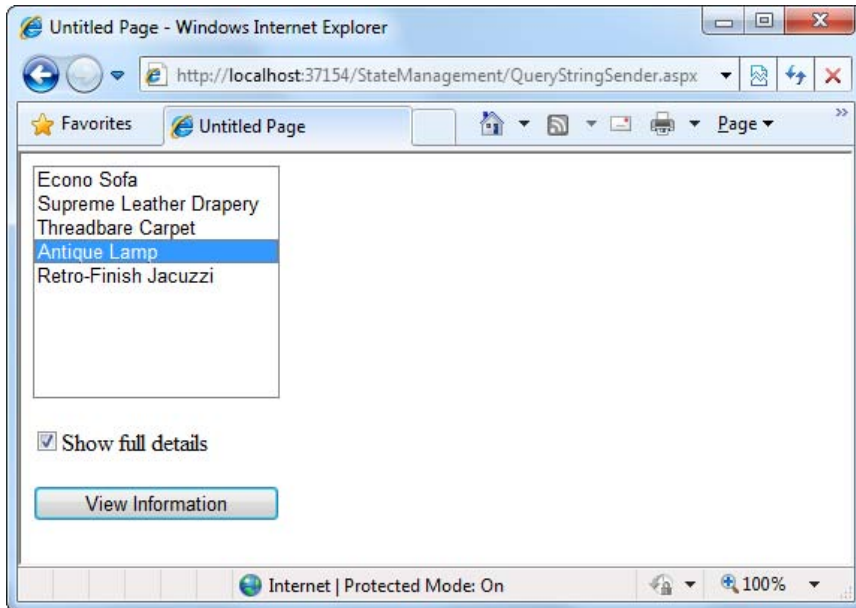 Untitled Page - Windows Internet Explorer
http://localhost:37154/StateManagement/QueryStringSender.aspx
Favorites
Untitled Page
Page
Econo Sofa
Supreme Leather Drapery
Threadbare Carpet
Antique Lamp
Retro-Finish Jacuzzi
Show full details
View Information
Internet | Protected Mode: On
100%